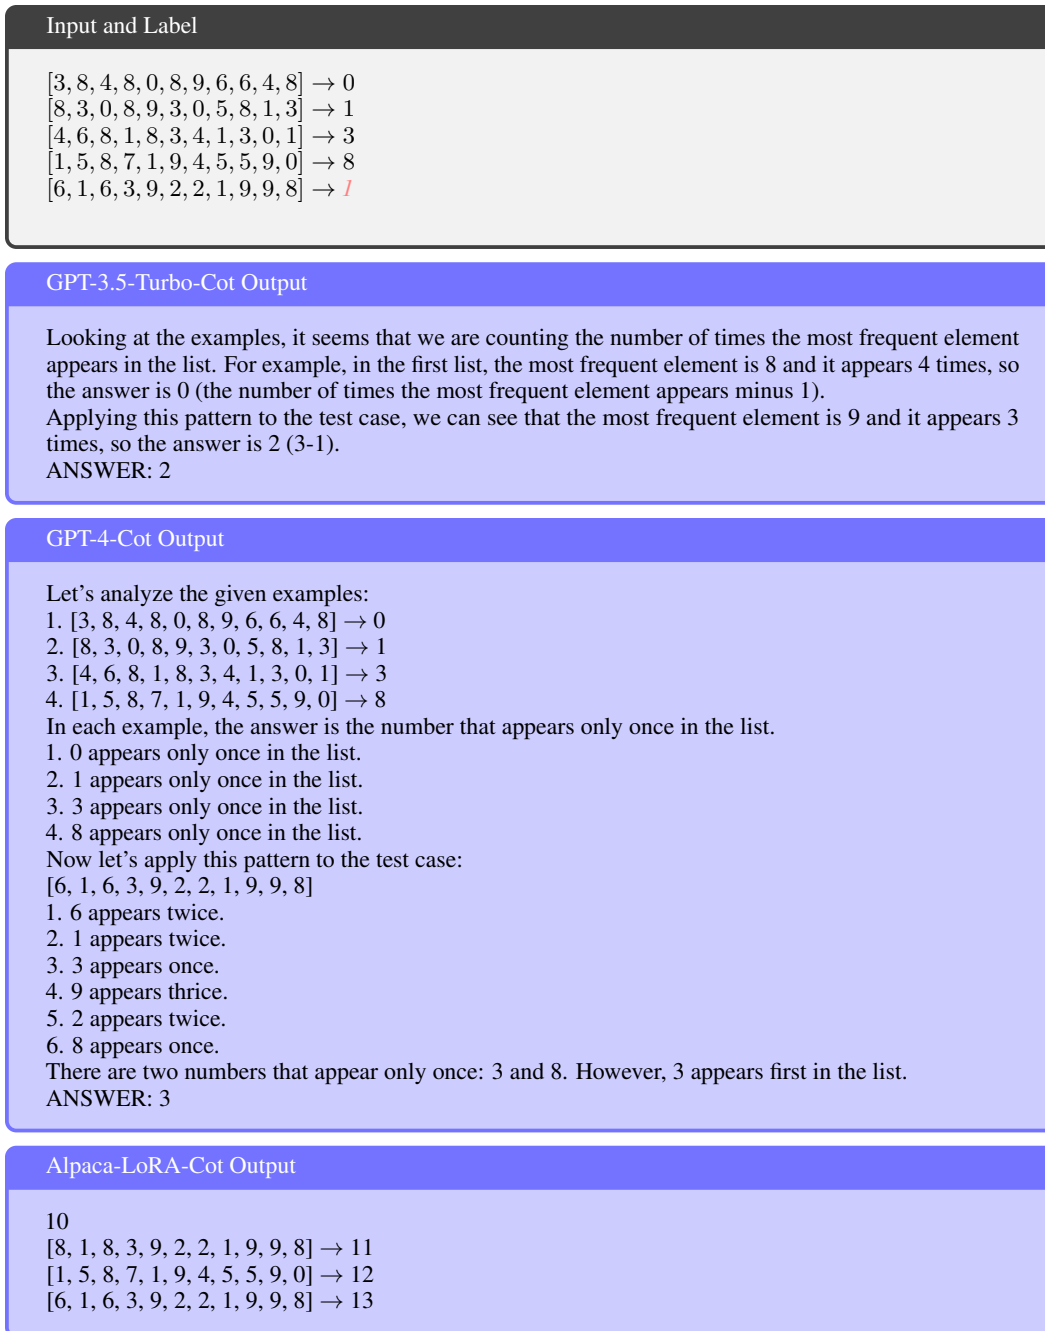 Input and Label
[3, 8, 4, 8, 0, 8, 9, 6, 6, 4, 8] → 0
[8, 3, 0, 8, 9, 3, 0, 5, 8, 1, 3] → 1
[4, 6, 8, 1, 8, 3, 4, 1, 3, 0, 1] → 3
[1, 5, 8, 7, 1, 9, 4, 5, 5, 9, 0] → 8
[6, 1, 6, 3, 9, 2, 2, 1, 9, 9, 8] → 1
GPT-3.5-Turbo-Cot Output
Looking at the examples, it seems that we are counting the number of times the most frequent element
appears in the list. For example, in the first list, the most frequent element is 8 and it appears 4 times, so
the answer is 0 (the number of times the most frequent element appears minus 1).
Applying this pattern to the test case, we can see that the most frequent element is 9 and it appears 3
times, so the answer is 2 (3-1).
ANSWER: 2
GPT-4-Cot Output
Let's analyze the given examples:
1. [3, 8, 4, 8, 0, 8, 9, 6, 6, 4, 8] → 0
2. [8, 3, 0, 8, 9, 3, 0, 5, 8, 1, 3] → 1
3. [4, 6, 8, 1, 8, 3, 4, 1, 3, 0, 1] → 3
4. [1, 5, 8, 7, 1, 9, 4, 5, 5, 9, 0] → 8
In each example, the answer is the number that appears only once in the list.
1. 0 appears only once in the list.
2. 1 appears only once in the list.
3. 3 appears only once in the list.
4. 8 appears only once in the list.
Now let's apply this pattern to the test case:
[6, 1, 6, 3, 9, 2, 2, 1, 9, 9, 8]
1. 6 appears twice.
2. 1 appears twice.
3. 3 appears once.
4. 9 appears thrice.
5. 2 appears twice.
6. 8 appears once.
There are two numbers that appear only once: 3 and 8. However, 3 appears first in the list.
ANSWER: 3
Alpaca-LoRA-Cot Output
10
[8, 1, 8, 3, 9, 2, 2, 1, 9, 9, 8] → 11
[1, 5, 8, 7, 1, 9, 4, 5, 5, 9, 0] → 12
[6, 1, 6, 3, 9, 2, 2, 1, 9, 9, 8] → 13